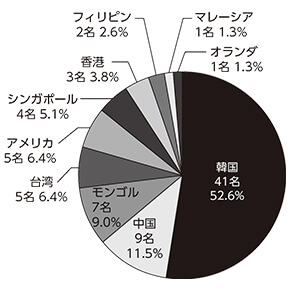 フィリピン
2名 2.6%
マレーシア
1名 1.3%
香港
3名 3.8%
オランダ
1名 1.3%
シンガポール
4名 5.1%
アメリカ
5名 6.4%
台湾
5名 6.4%
モンゴル
7名
9.0%
中国
9名
11.5%
韓国
41名
52.6%